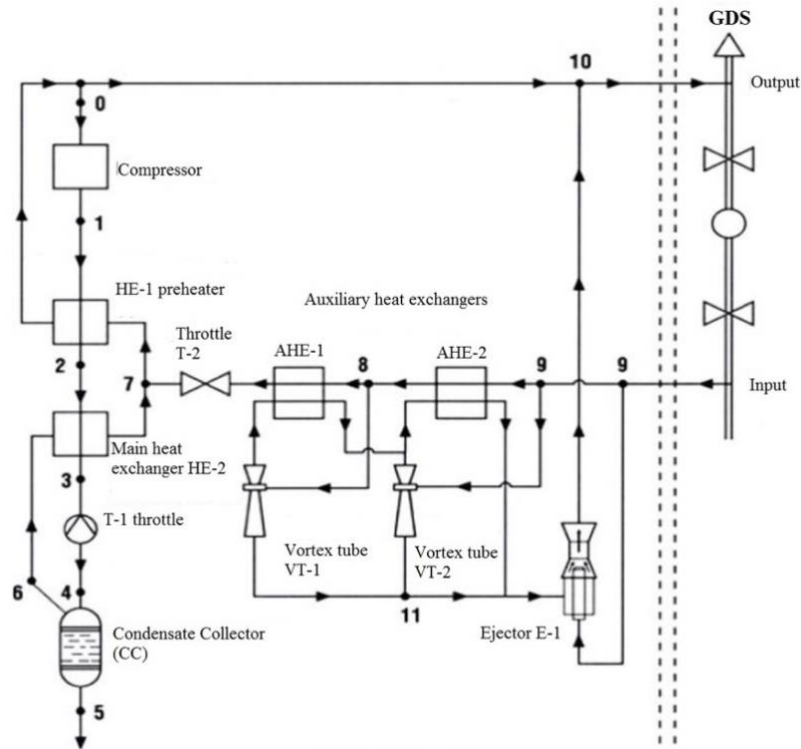 GDS
10
Output
0
Compressor
1
HE-1 preheater
Auxiliary heat exchangers
Throttle
T-2
AHE-1
AHE-2
8
9
9
2
7
Input
Main heat
exchanger HE-2
3
T-1 throttle
Vortex tube
VT-1
Vortex tube
VT-2
6
4
11
Condensate Collector
(CC)
Ejector E-1
5